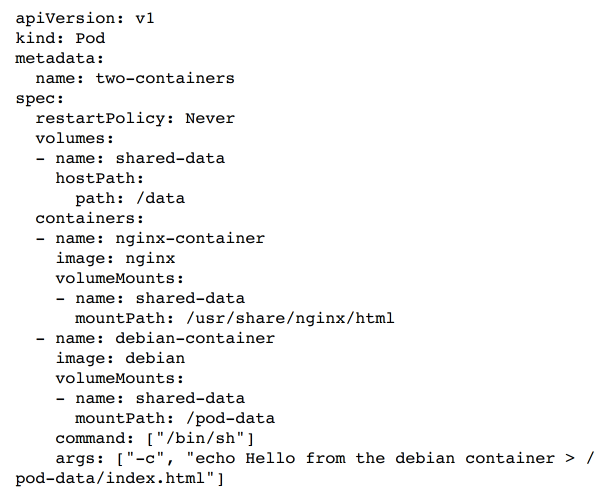 apiVersion: v1
kind: Pod
metadata:
  name: two-containers
spec:
  restartPolicy: Never
  volumes:
  - name: shared-data
    hostPath:
      path: /data
  containers:
  - name: nginx-container
    image: nginx
    volumeMounts:
    - name: shared-data
      mountPath: /usr/share/nginx/html
  - name: debian-container
    image: debian
    volumeMounts:
    - name: shared-data
      mountPath: /pod-data
    command: ["/bin/sh"]
    args: ["-c", "echo Hello from the debian container > /
pod-data/index.html"]